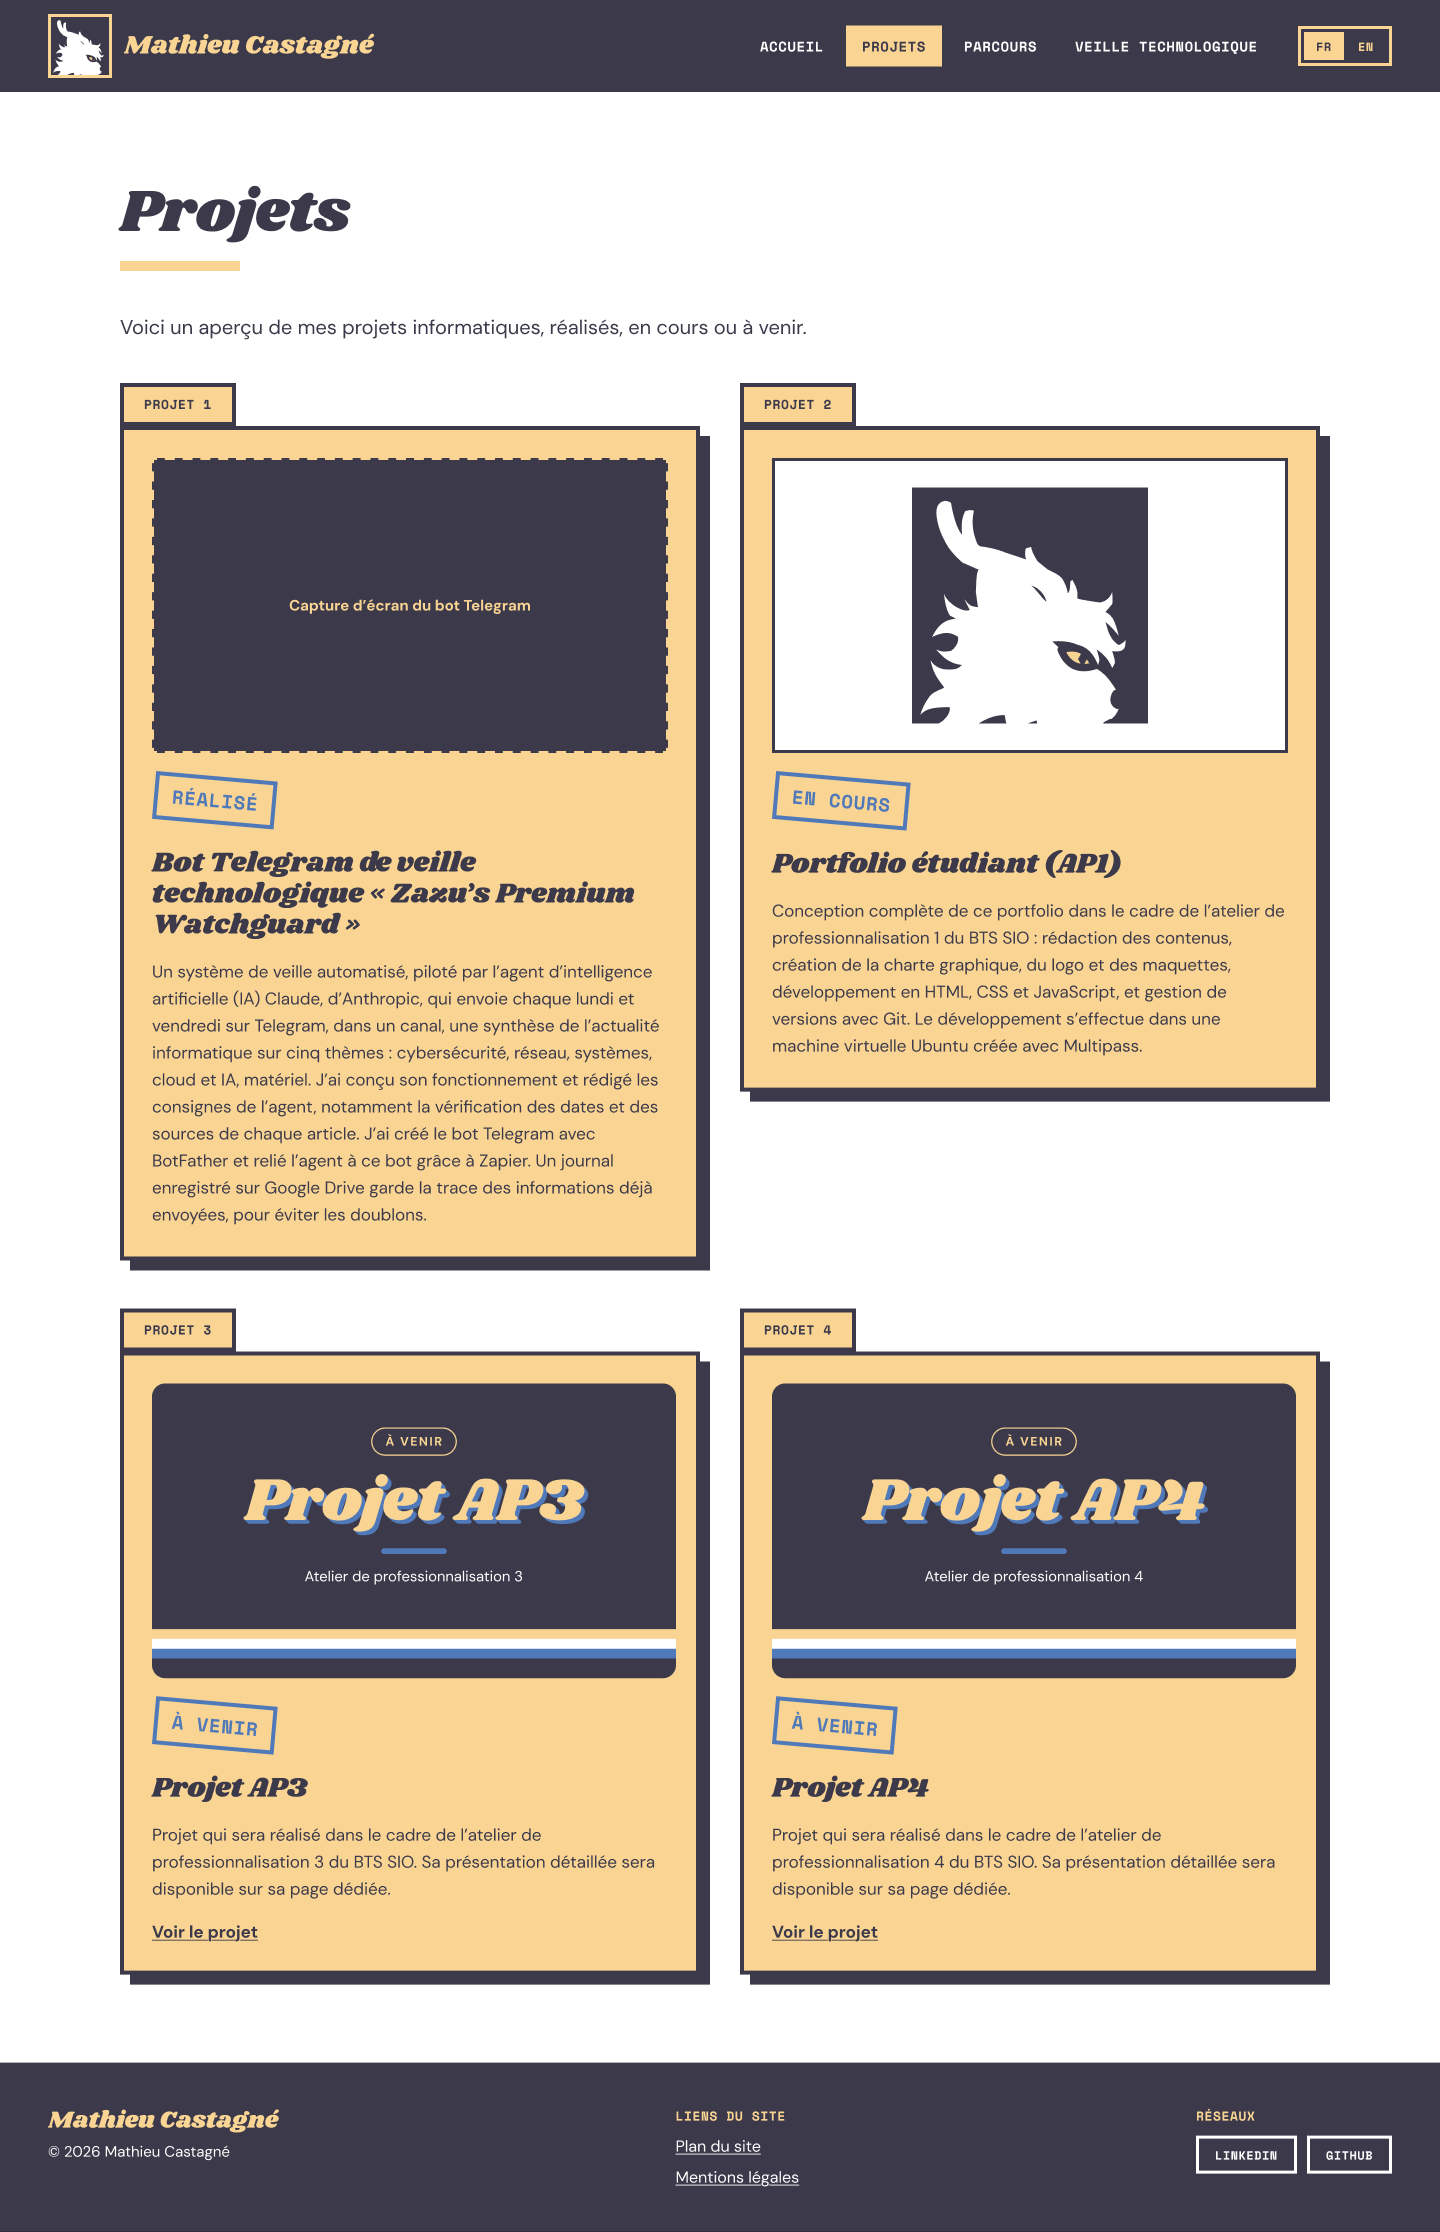 Mathieu Castagné
ACCUEIL
PROJETS
PARCOURS
VEILLE TECHNOLOGIQUE
FR
EN
Projets
Voici un aperçu de mes projets informatiques, réalisés, en cours ou à venir.
PROJET 1
Capture d’écran du bot Telegram
RÉALISÉ
Bot Telegram de veille
technologique « Zazu’s Premium
Watchguard »
Un système de veille automatisé, piloté par l’agent d’intelligence
artificielle (IA) Claude, d’Anthropic, qui envoie chaque lundi et
vendredi sur Telegram, dans un canal, une synthèse de l’actualité
informatique sur cinq thèmes : cybersécurité, réseau, systèmes,
cloud et IA, matériel. J’ai conçu son fonctionnement et rédigé les
consignes de l’agent, notamment la vérification des dates et des
sources de chaque article. J’ai créé le bot Telegram avec
BotFather et relié l’agent à ce bot grâce à Zapier. Un journal
enregistré sur Google Drive garde la trace des informations déjà
envoyées, pour éviter les doublons.
PROJET 2
EN COURS
Portfolio étudiant (AP1)
Conception complète de ce portfolio dans le cadre de l’atelier de
professionnalisation 1 du BTS SIO : rédaction des contenus,
création de la charte graphique, du logo et des maquettes,
développement en HTML, CSS et JavaScript, et gestion de
versions avec Git. Le développement s’effectue dans une
machine virtuelle Ubuntu créée avec Multipass.
PROJET 3
À VENIR
Projet AP3
Atelier de professionnalisation 3
À VENIR
Projet AP3
Projet qui sera réalisé dans le cadre de l’atelier de
professionnalisation 3 du BTS SIO. Sa présentation détaillée sera
disponible sur sa page dédiée.
Voir le projet
PROJET 4
À VENIR
Projet AP4
Atelier de professionnalisation 4
À VENIR
Projet AP4
Projet qui sera réalisé dans le cadre de l’atelier de
professionnalisation 4 du BTS SIO. Sa présentation détaillée sera
disponible sur sa page dédiée.
Voir le projet
Mathieu Castagné
© 2026 Mathieu Castagné
LIENS DU SITE
Plan du site
Mentions légales
RÉSEAUX
LINKEDIN
GITHUB